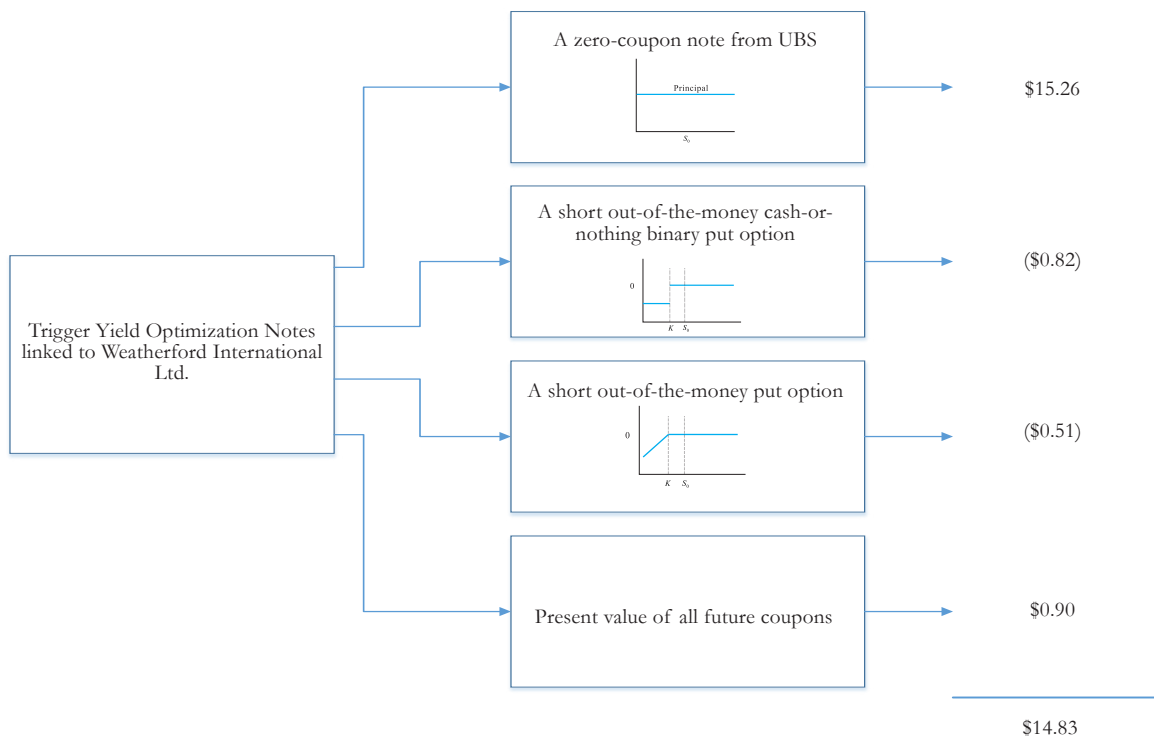 A zero-coupon note from UBS
Principal
S₀
$15.26
A short out-of-the-money cash-or-
nothing binary put option
0
K
S₀
($0.82)
Trigger Yield Optimization Notes
linked to Weatherford International
Ltd.
A short out-of-the-money put option
0
K
S₀
($0.51)
Present value of all future coupons
$0.90
$14.83